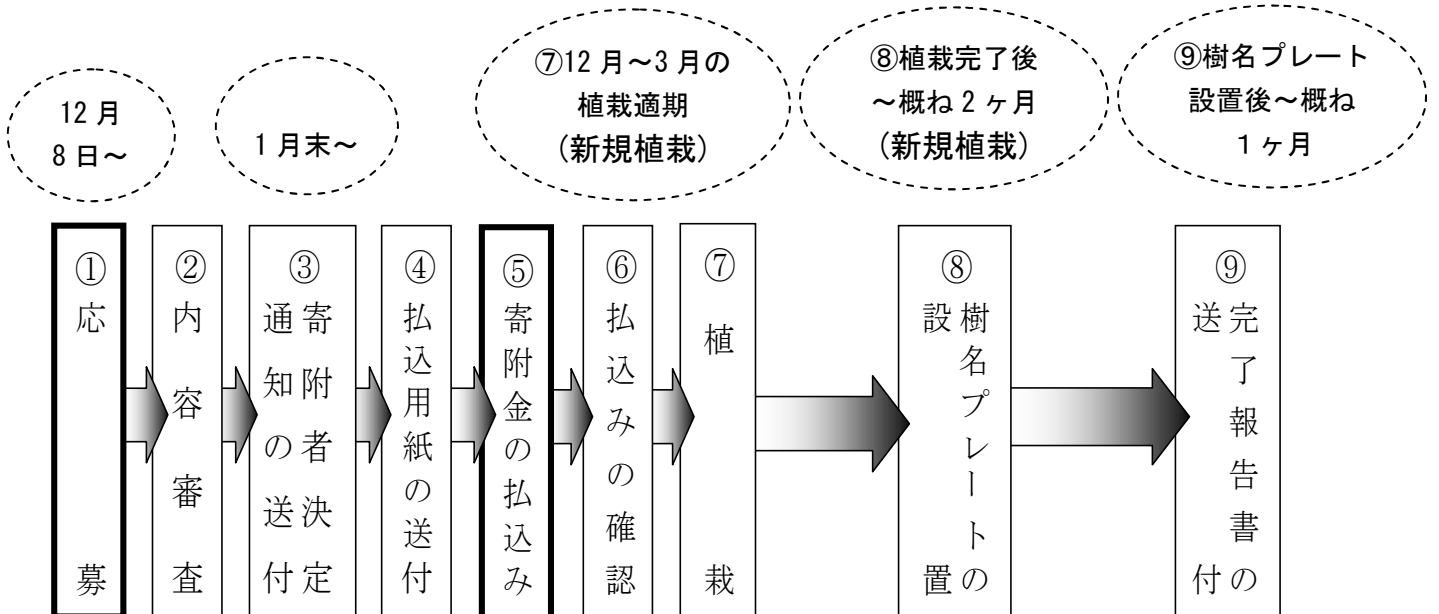 12月
8日～
1月末～
⑦12月～3月の
植栽適期
(新規植栽)
⑧植栽完了後
～概ね2ヶ月
(新規植栽)
⑨樹名プレート
設置後～概ね
1ヶ月
①応募
②内容審査
③寄附者決定
通知の送付
④払込用紙の送付
⑤寄附金の払込み
⑥払込みの確認
⑦植栽
⑧樹名プレートの
設置
⑨完了報告書の
送付